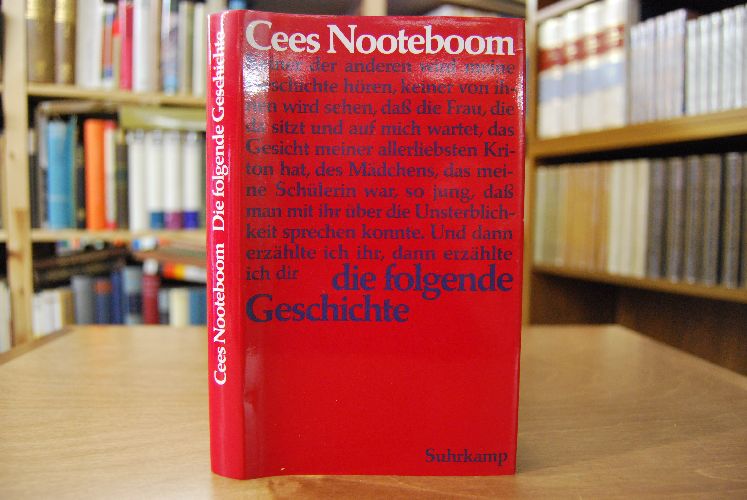 Cees Nooteboom
Keiner der anderen wird meine
Geschichte hören, keiner von ih-
nen wird sehen, daß die Frau, die
da sitzt und auf mich wartet, das
Gesicht meiner allerliebsten Kri-
ton hat, des Mädchens, das mei-
ne Schülerin war, so jung, daß
man mit ihr über die Unsterblich-
keit sprechen konnte. Und dann
erzählte ich ihr, dann erzählte
ich dir die folgende
Geschichte
Suhrkamp
Cees Nooteboom Die folgende Geschichte